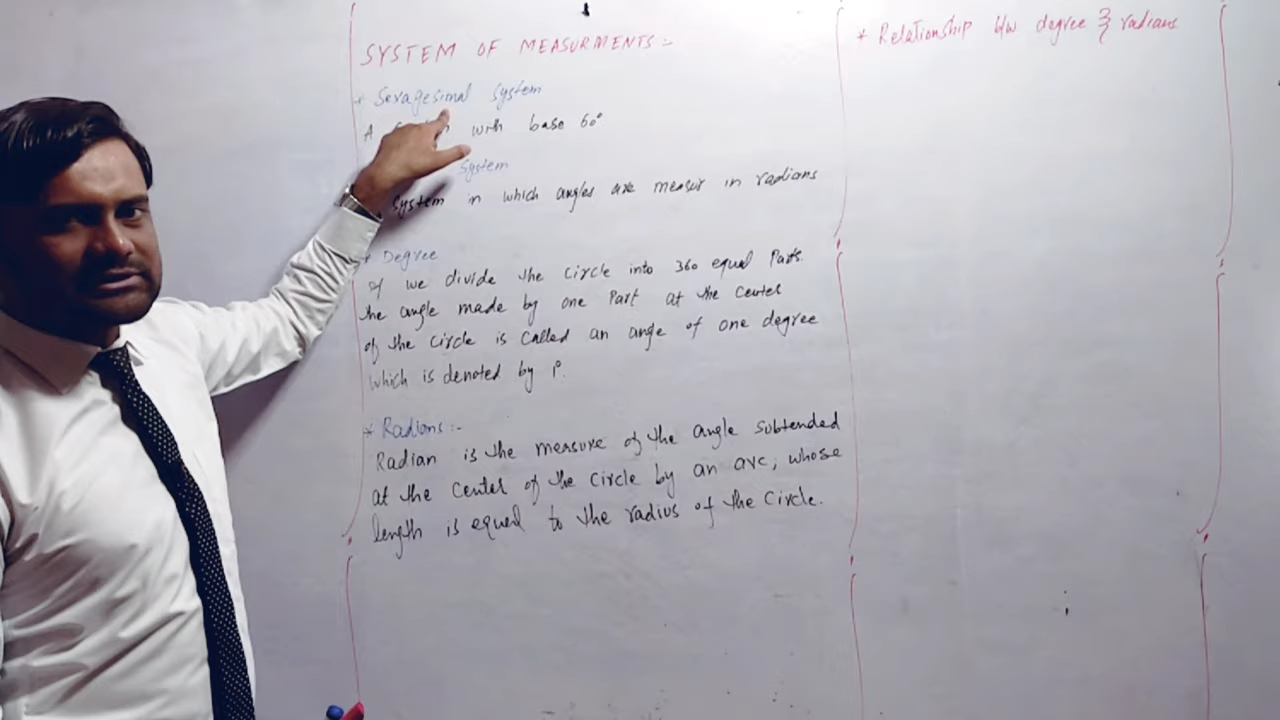 SYSTEM OF MEASURMENTS :-
* Sexagesimal System
A with base 60°
System
System in which angles are measur in radians
* Degree
If we divide the circle into 360 equal Parts.
the angle made by one Part at the center
of the circle is called an angle of one degree
which is denoted by 1°.
* Radians :-
Radian is the measure of the angle subtended
at the center of the circle by an arc, whose
length is equal to the radius of the circle.
* Relationship b/w degree & radians